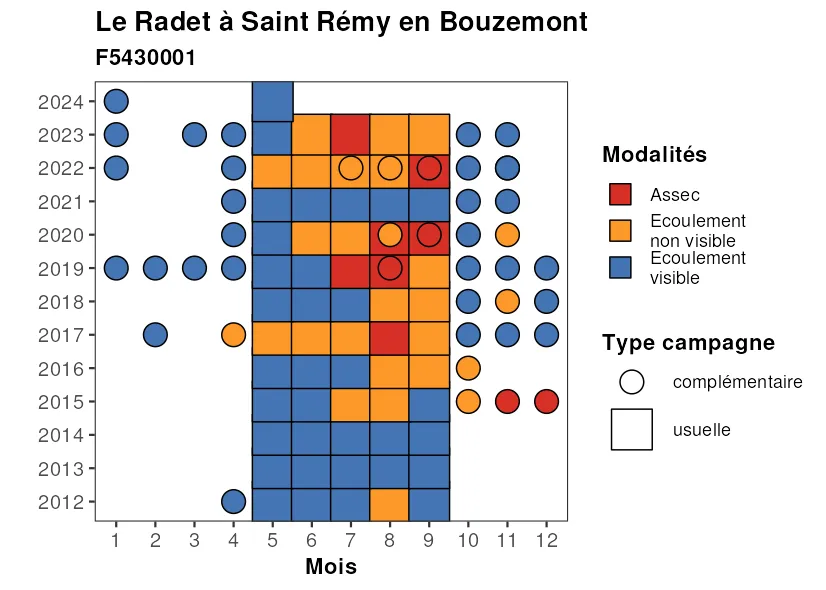 Le Radet à Saint Rémy en Bouzemont
F5430001
2024
2023
2022
2021
2020
2019
2018
2017
2016
2015
2014
2013
2012
1 2 3 4 5 6 7 8 9 10 11 12
Mois
Modalités
Assec
Ecoulement
non visible
Ecoulement
visible
Type campagne
complémentaire
usuelle